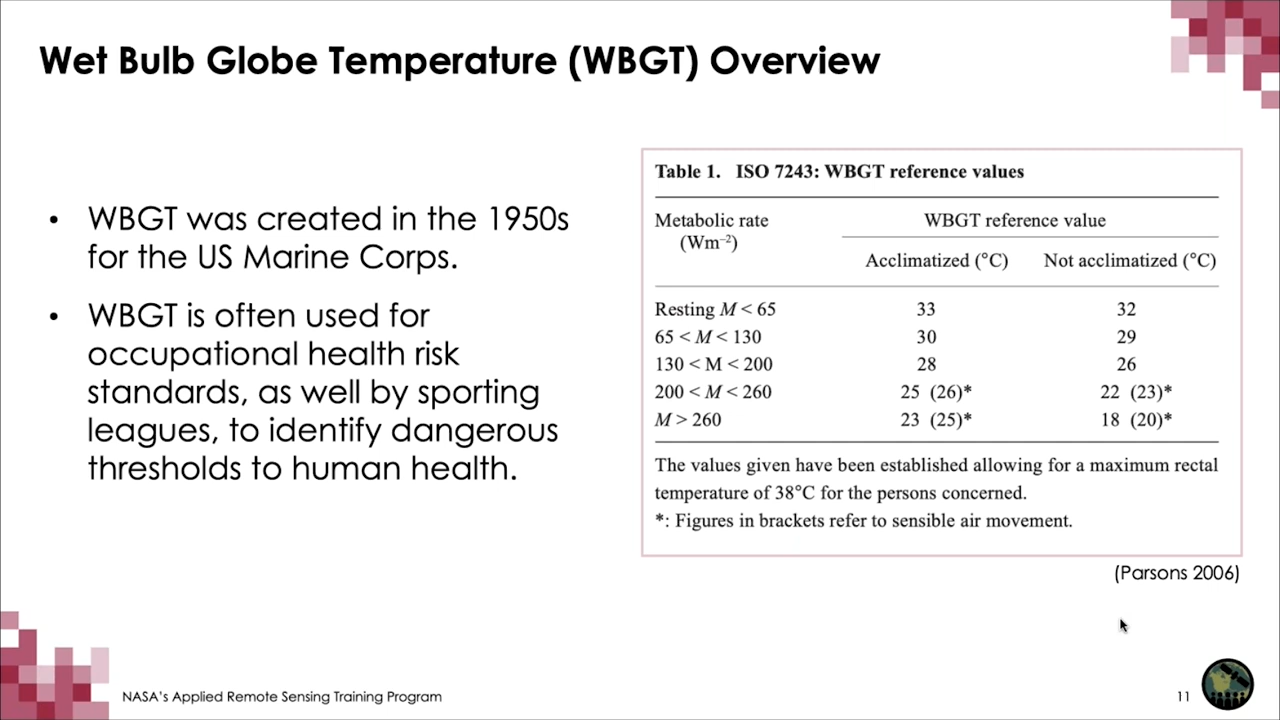 Wet Bulb Globe Temperature (WBGT) Overview
• WBGT was created in the 1950s
for the US Marine Corps.
• WBGT is often used for
occupational health risk
standards, as well by sporting
leagues, to identify dangerous
thresholds to human health.
Table 1. ISO 7243: WBGT reference values
Metabolic rate WBGT reference value
(Wm⁻²)
Acclimatized (°C) Not acclimatized (°C)
Resting M < 65 33 32
65 < M < 130 30 29
130 < M < 200 28 26
200 < M < 260 25 (26)* 22 (23)*
M > 260 23 (25)* 18 (20)*
The values given have been established allowing for a maximum rectal
temperature of 38°C for the persons concerned.
*: Figures in brackets refer to sensible air movement.
(Parsons 2006)
NASA's Applied Remote Sensing Training Program
11